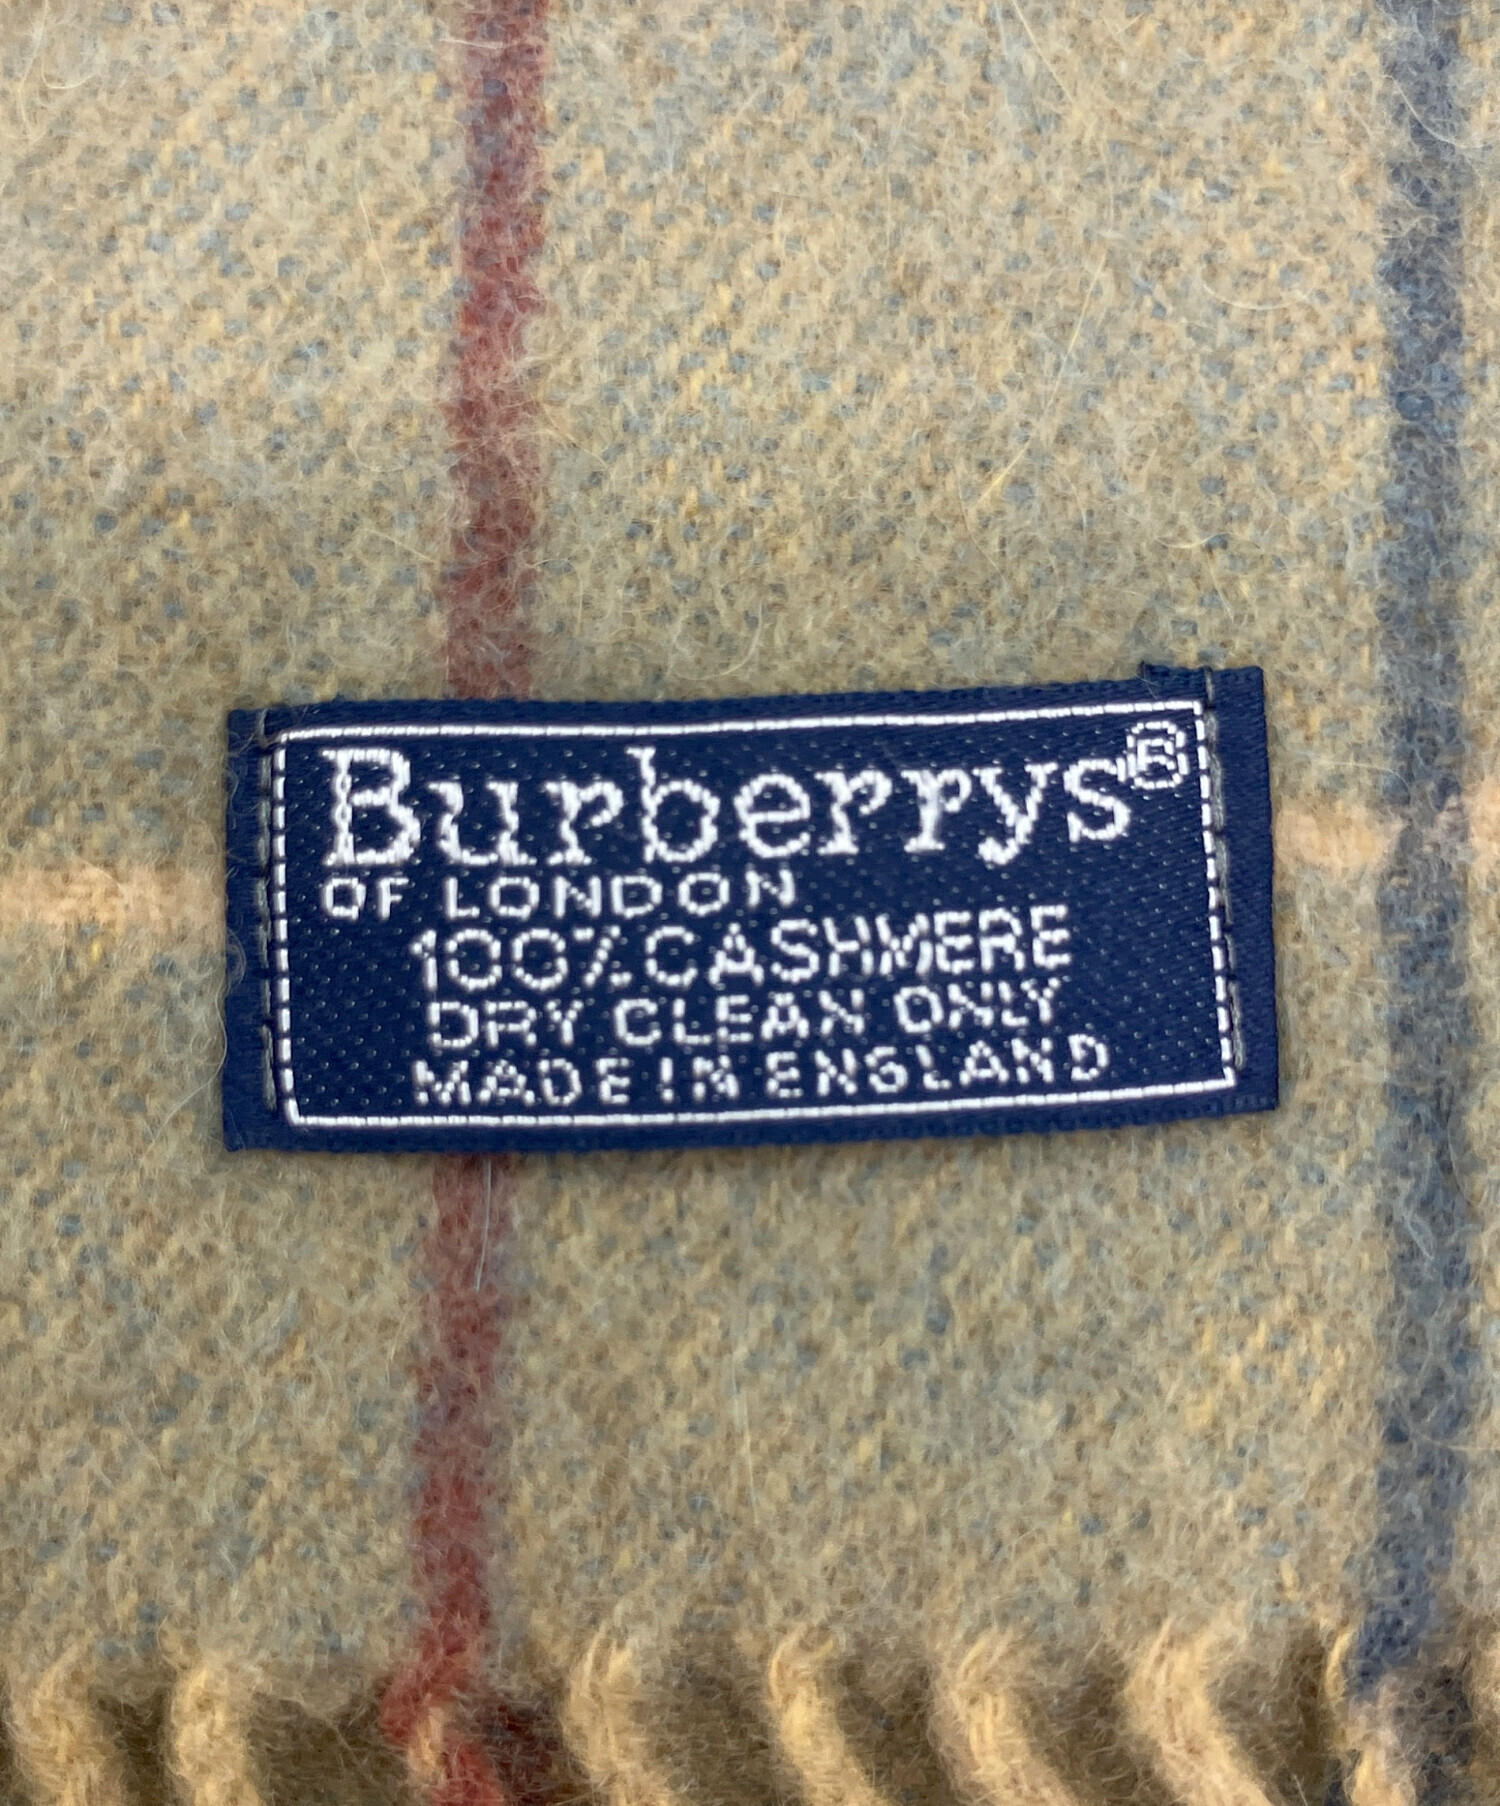 Burberrys®
OF LONDON
100% CASHMERE
DRY CLEAN ONLY
MADE IN ENGLAND